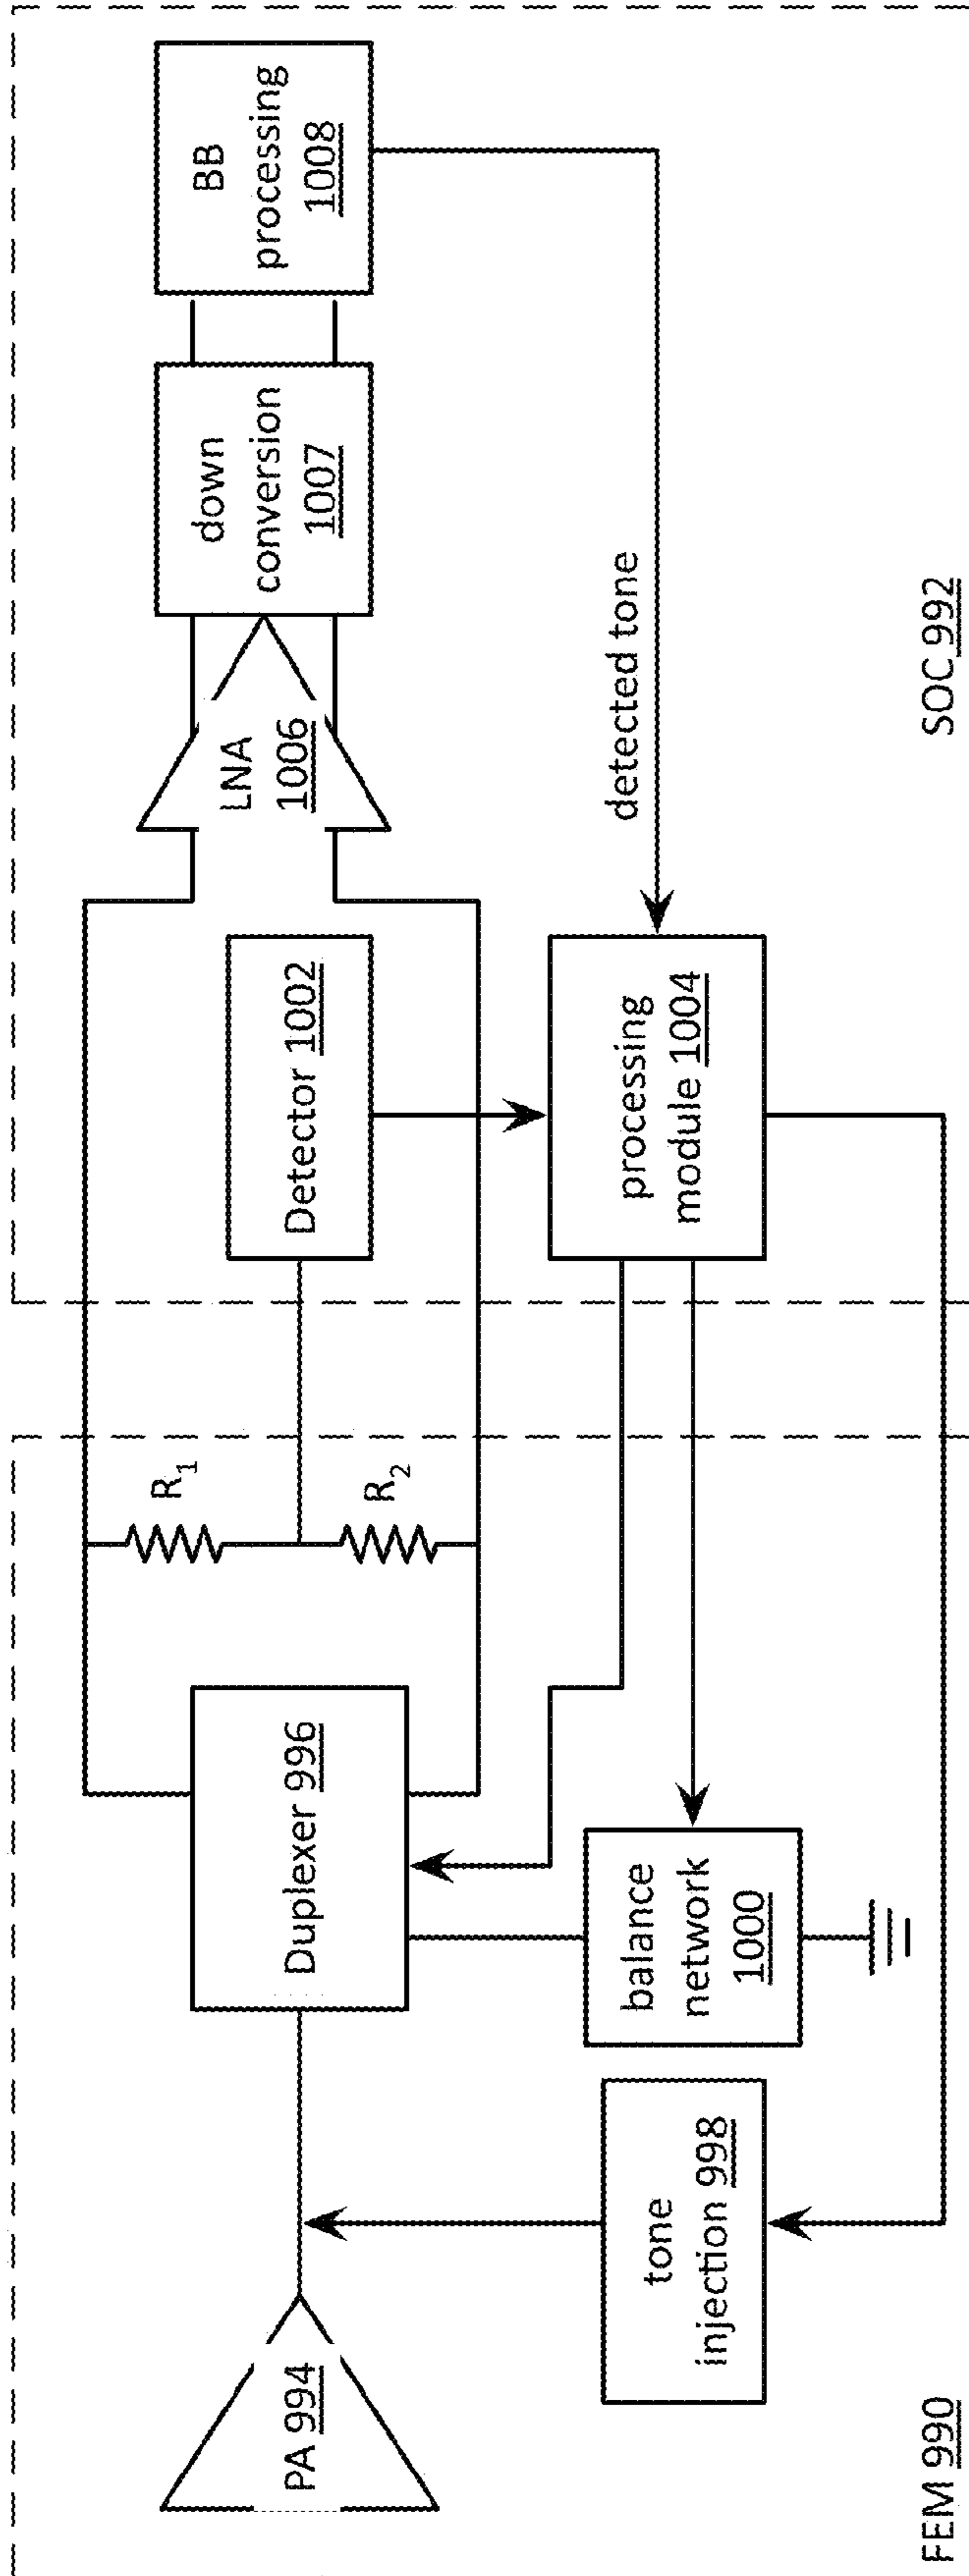 PA 994
tone
injection 998
Duplexer 996
balance
network
1000
R1
R2
Detector 1002
processing
module 1004
LNA
1006
down
conversion
1007
BB
processing
1008
detected tone
FEM 990
SOC 992